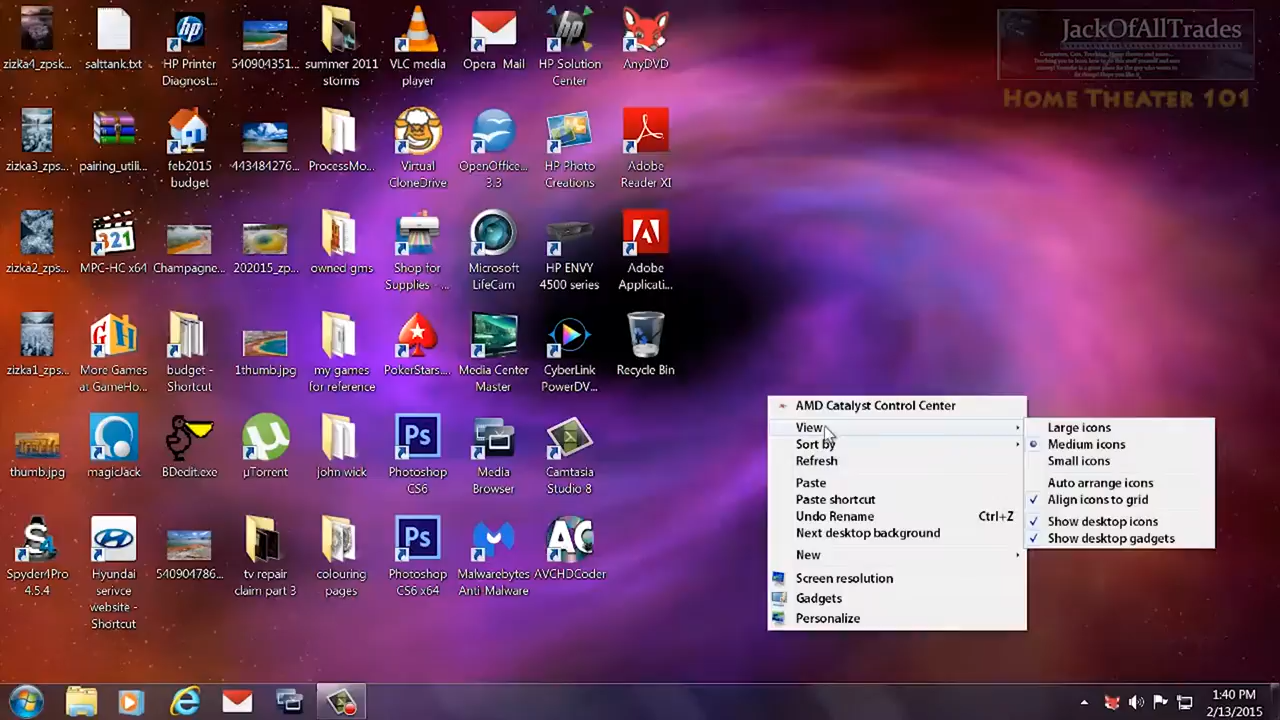 JackOfAllTrades
HOME THEATER 101
zizka4_zpsk...
salttank.txt
HP Printer
Diagnost...
540904351...
summer 2011
storms
VLC media
player
Opera Mail
HP Solution
Center
AnyDVD
zizka3_zps...
pairing_utili...
feb2015
budget
443484276...
ProcessMo...
Virtual
CloneDrive
OpenOffice....
3.3
HP Photo
Creations
Adobe
Reader XI
zizka2_zps...
MPC-HC x64
Champagne...
202015_zp...
owned gms
Shop for
Supplies - ...
Microsoft
LifeCam
HP ENVY
4500 series
Adobe
Applicati...
zizka1_zps...
More Games
at GameHo...
budget -
Shortcut
1thumb.jpg
my games
for reference
PokerStars....
Media Center
Master
CyberLink
PowerDV...
Recycle Bin
thumb.jpg
magicJack
BDedit.exe
µTorrent
john wick
Photoshop
CS6
Media
Browser
Camtasia
Studio 8
Spyder4Pro
4.5.4
Hyundai
serivce
website -
Shortcut
540904786...
tv repair
claim part 3
colouring
pages
Photoshop
CS6 x64
Malwarebytes
Anti-Malware
AVCHDCoder
AMD Catalyst Control Center
View
Sort by
Refresh
Paste
Paste shortcut
Undo Rename Ctrl+Z
Next desktop background
New
Screen resolution
Gadgets
Personalize
Large icons
Medium icons
Small icons
Auto arrange icons
Align icons to grid
Show desktop icons
Show desktop gadgets
1:40 PM
2/13/2015